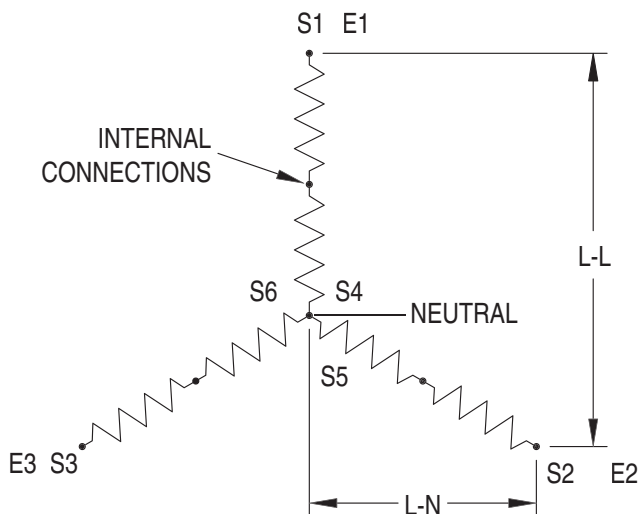 S1 E1
INTERNAL
CONNECTIONS
L-L
S6 S4
NEUTRAL
S5
E3 S3
S2 E2
L-N